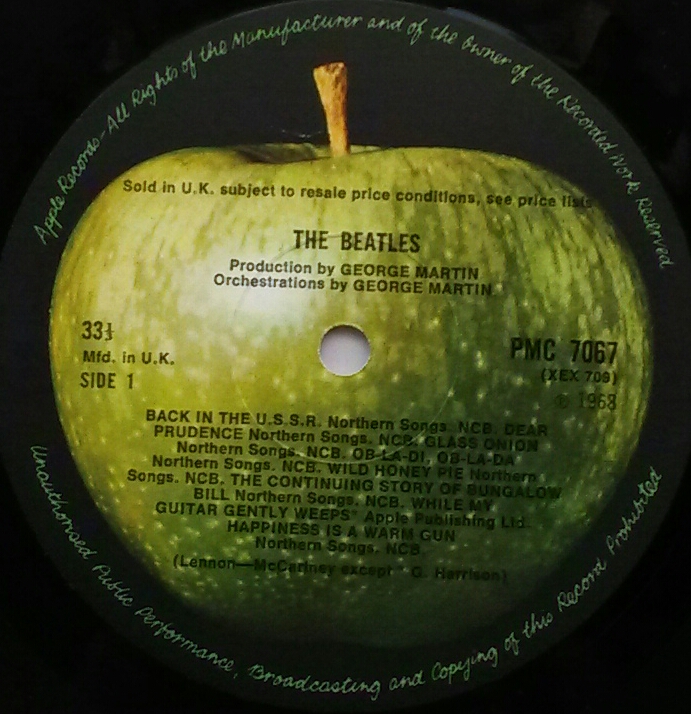 Apple Records-All Rights of the Manufacturer and of the Owner of the Recorded Work Reserved
Sold in U.K. subject to resale price conditions, see price lists
THE BEATLES
Production by GEORGE MARTIN
Orchestrations by GEORGE MARTIN
33⅓
Mfd. in U.K.
SIDE 1
PMC 7067
(XEX 709)
℗ 1968
BACK IN THE U.S.S.R. Northern Songs. NCB. DEAR
PRUDENCE Northern Songs. NCB. GLASS ONION
Northern Songs. NCB. OB-LA-DI, OB-LA-DA
Northern Songs. NCB. WILD HONEY PIE Northern
Songs. NCB. THE CONTINUING STORY OF BUNGALOW
BILL Northern Songs. NCB. WHILE MY
GUITAR GENTLY WEEPS* Apple Publishing Ltd.
HAPPINESS IS A WARM GUN
Northern Songs. NCB.
(Lennon—McCartney except * G. Harrison)
Unauthorised Public Performance, Broadcasting and Copying of this Record Prohibited